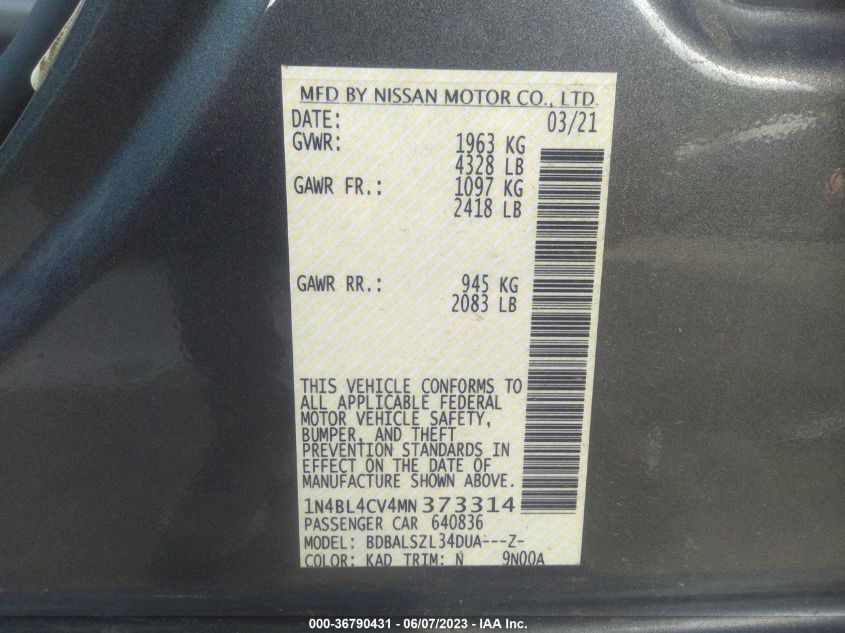 MFD BY NISSAN MOTOR CO., LTD.
DATE: 03/21
GVWR: 1963 KG
4328 LB
GAWR FR.: 1097 KG
2418 LB
GAWR RR.: 945 KG
2083 LB
THIS VEHICLE CONFORMS TO
ALL APPLICABLE FEDERAL
MOTOR VEHICLE SAFETY,
BUMPER, AND THEFT
PREVENTION STANDARDS IN
EFFECT ON THE DATE OF
MANUFACTURE SHOWN ABOVE.
1N4BL4CV4MN373314
PASSENGER CAR 640836
MODEL: BDBALSZL34DUA---Z-
COLOR: KAD TRIM: N 9N00A
000-36790431 - 06/07/2023 - IAA Inc.